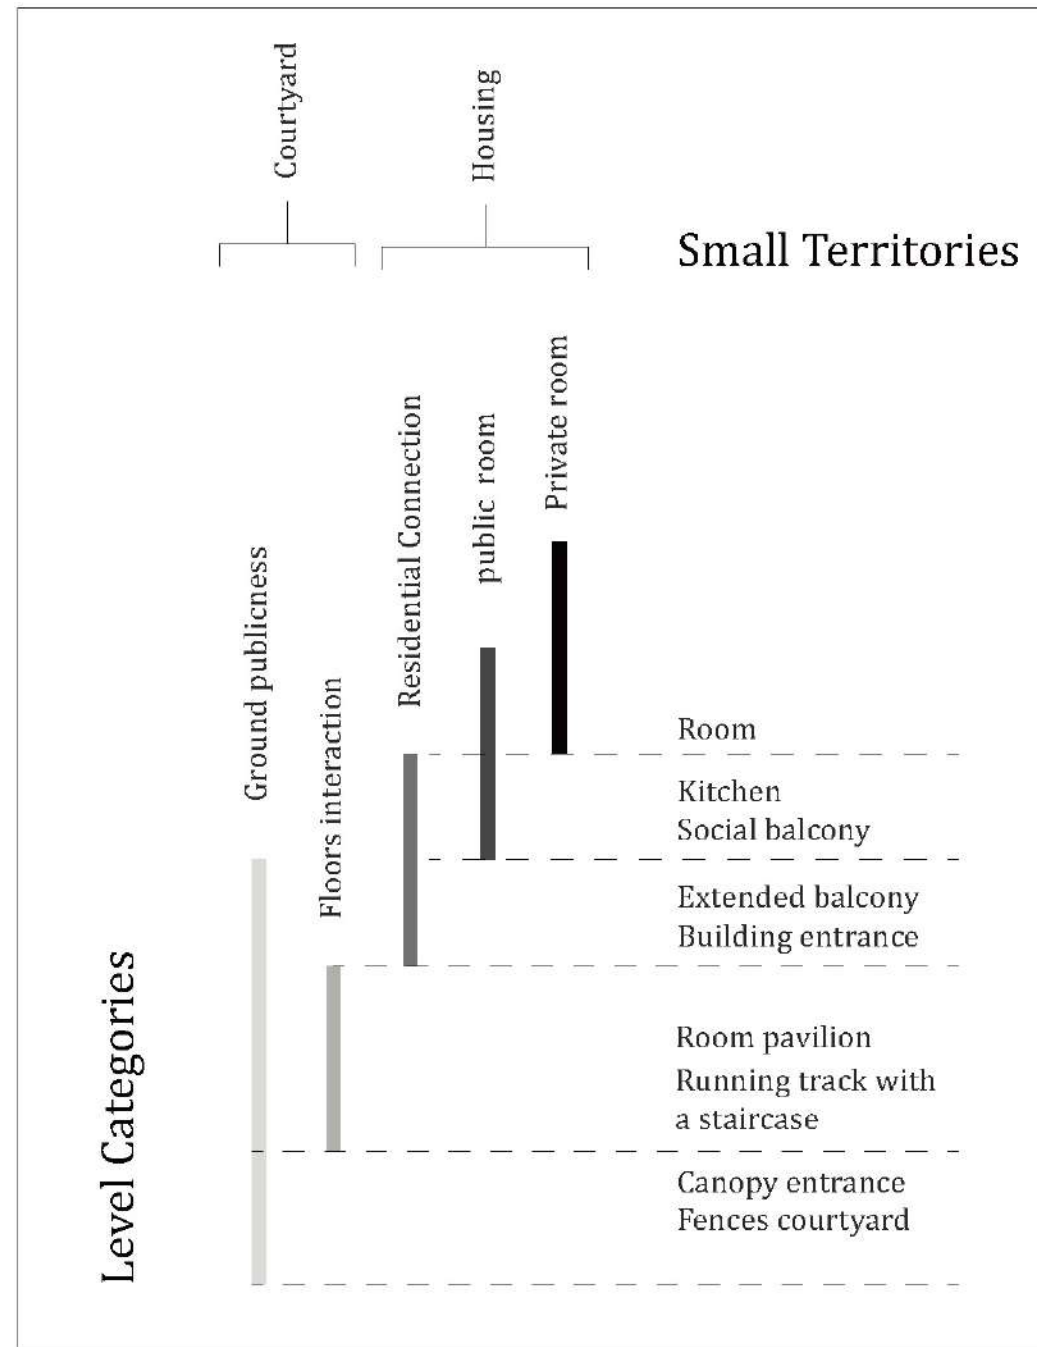 Courtyard
Housing
Small Territories
Ground publicness
Floors interaction
Residential Connection
public room
Private room
Level Categories
Room
Kitchen
Social balcony
Extended balcony
Building entrance
Room pavilion
Running track with
a staircase
Canopy entrance
Fences courtyard